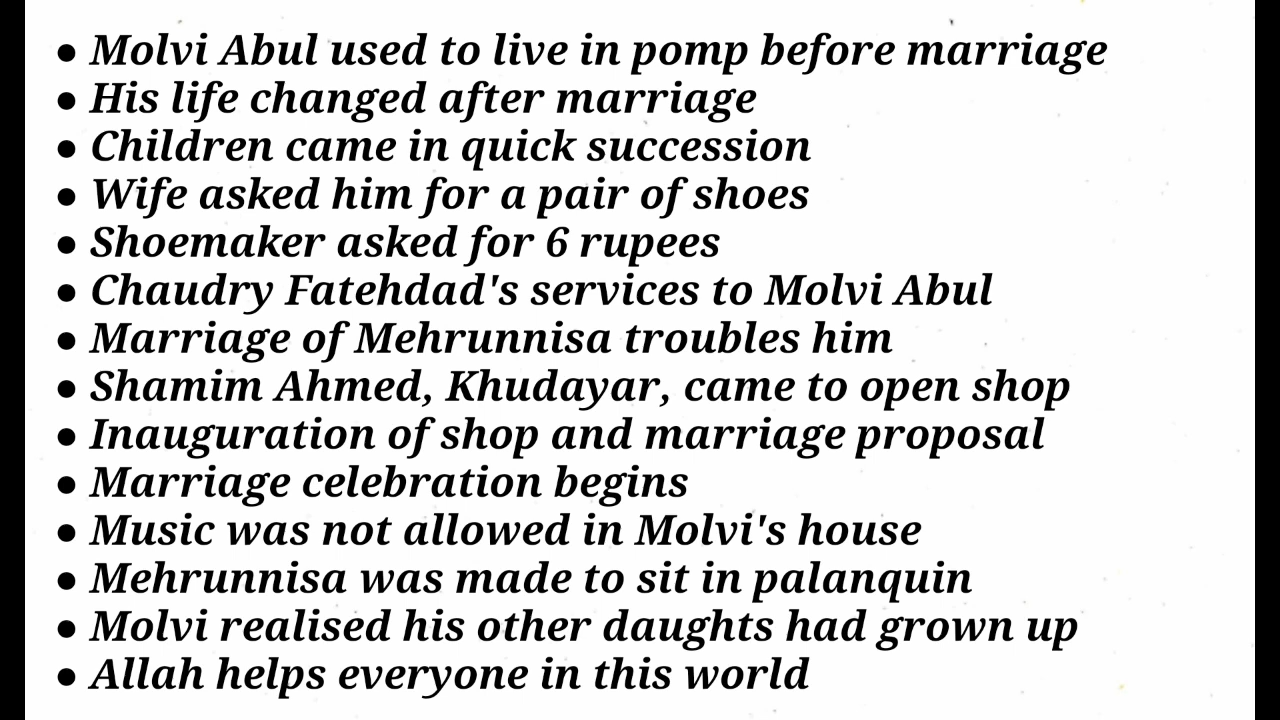 ● Molvi Abul used to live in pomp before marriage
● His life changed after marriage
● Children came in quick succession
● Wife asked him for a pair of shoes
● Shoemaker asked for 6 rupees
● Chaudry Fatehdad's services to Molvi Abul
● Marriage of Mehrunnisa troubles him
● Shamim Ahmed, Khudayar, came to open shop
● Inauguration of shop and marriage proposal
● Marriage celebration begins
● Music was not allowed in Molvi's house
● Mehrunnisa was made to sit in palanquin
● Molvi realised his other daughts had grown up
● Allah helps everyone in this world